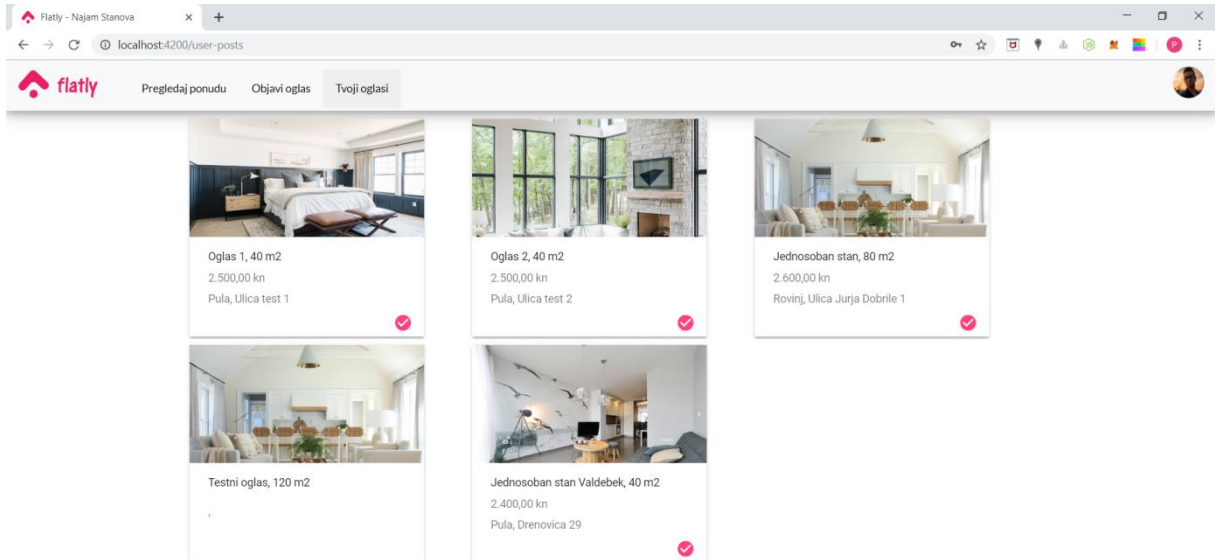 Flatly - Najam Stanova
localhost:4200/user-posts
P
flatly
Pregledaj ponudu
Objavi oglas
Tvoji oglasi
Oglas 1, 40 m2
2.500,00 kn
Pula, Ulica test 1
Oglas 2, 40 m2
2.500,00 kn
Pula, Ulica test 2
Jednosoban stan, 80 m2
2.600,00 kn
Rovinj, Ulica Jurja Dobrile 1
Testni oglas, 120 m2
,
Jednosoban stan Valdebek, 40 m2
2.400,00 kn
Pula, Drenovica 29